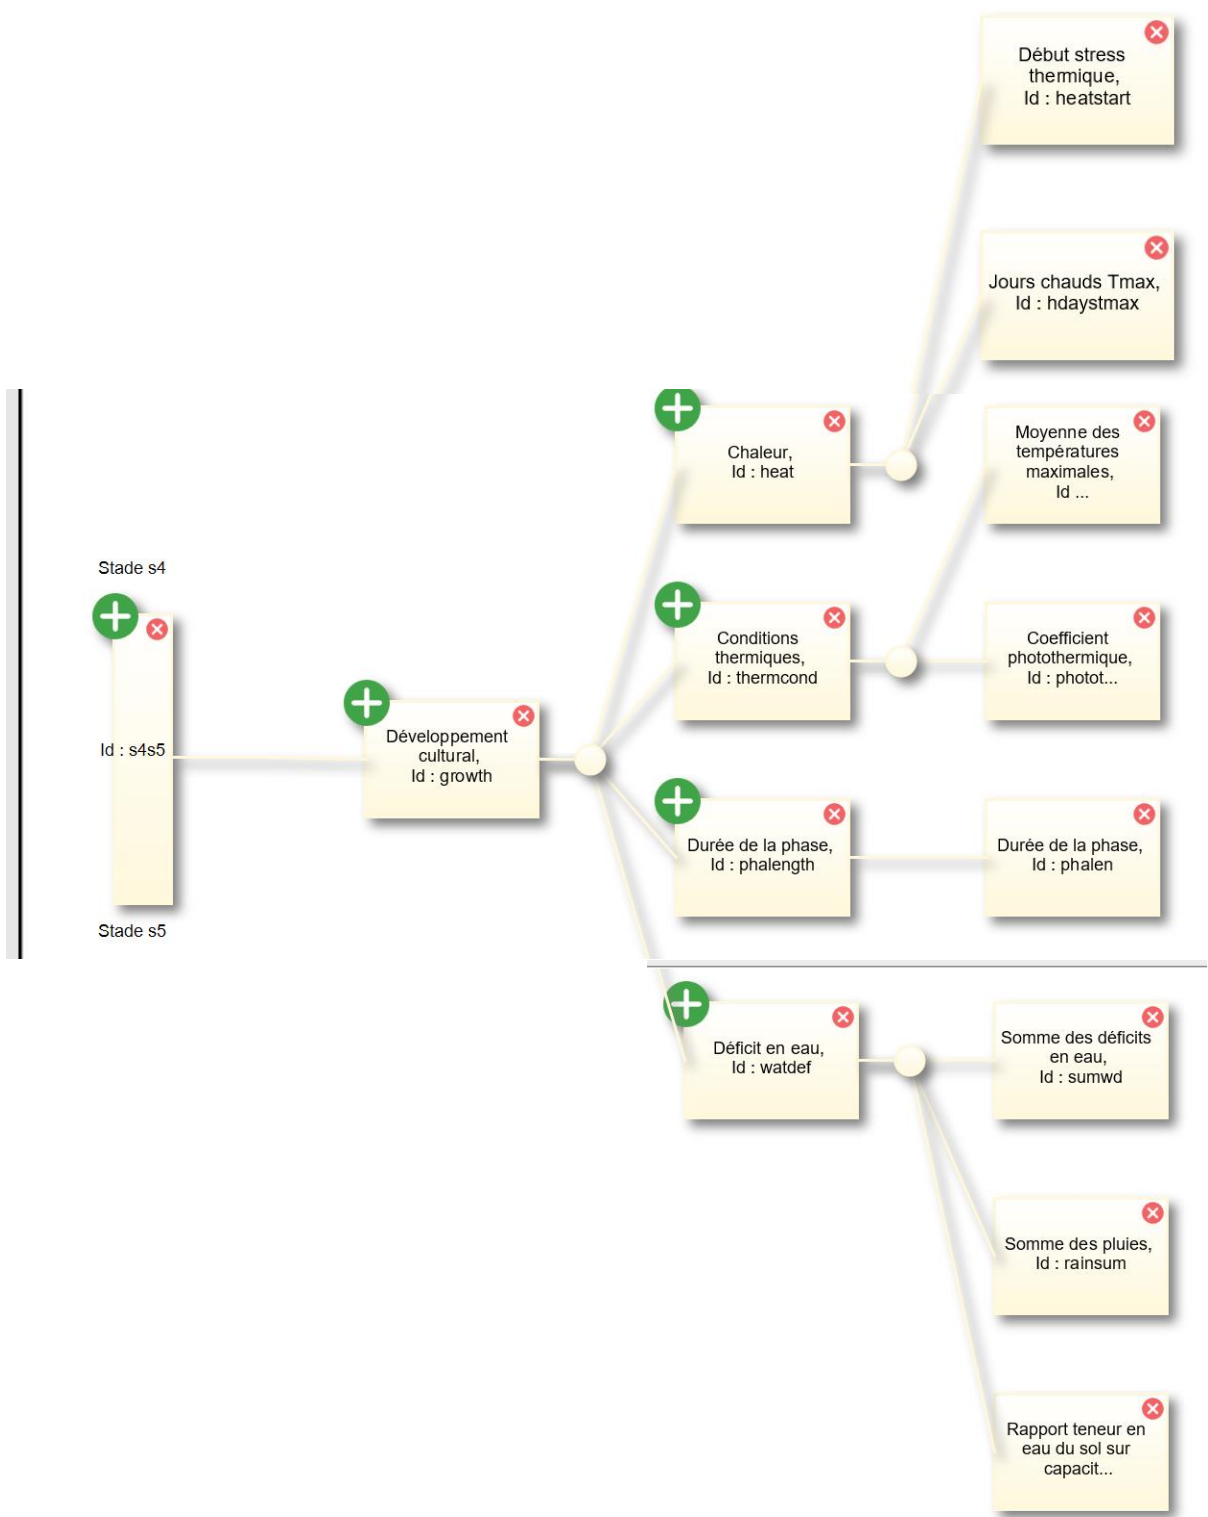 Début stress
thermique,
Id : heatstart
Jours chauds Tmax,
Id : hdaystmax
Chaleur,
Id : heat
Moyenne des
températures
maximales,
Id ...
Stade s4
Id : s4s5
Stade s5
Développement
cultural,
Id : growth
Conditions
thermiques,
Id : thermcond
Coefficient
photothermique,
Id : photot...
Durée de la phase,
Id : phalength
Durée de la phase,
Id : phalen
Déficit en eau,
Id : watdef
Somme des déficits
en eau,
Id : sumwd
Somme des pluies,
Id : rainsum
Rapport teneur en
eau du sol sur
capacit...